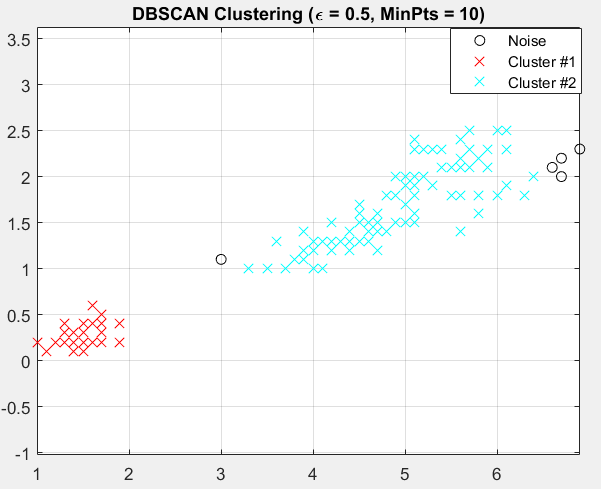 DBSCAN Clustering (ϵ = 0.5, MinPts = 10)
Noise
Cluster #1
Cluster #2
3.5
3
2.5
2
1.5
1
0.5
0
-0.5
-1
1 2 3 4 5 6